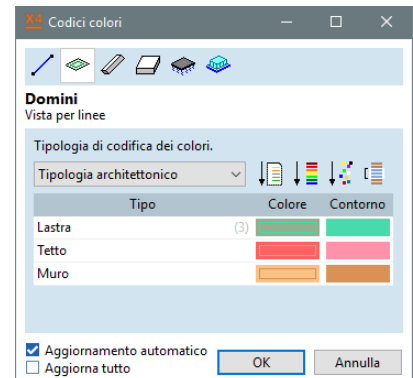 X4 Codici colori
Domini
Vista per linee
Tipologia di codifica dei colori.
Tipologia architettonico
Tipo Colore Contorno
Lastra (3)
Tetto
Muro
Aggiornamento automatico
Aggiorna tutto
OK Annulla